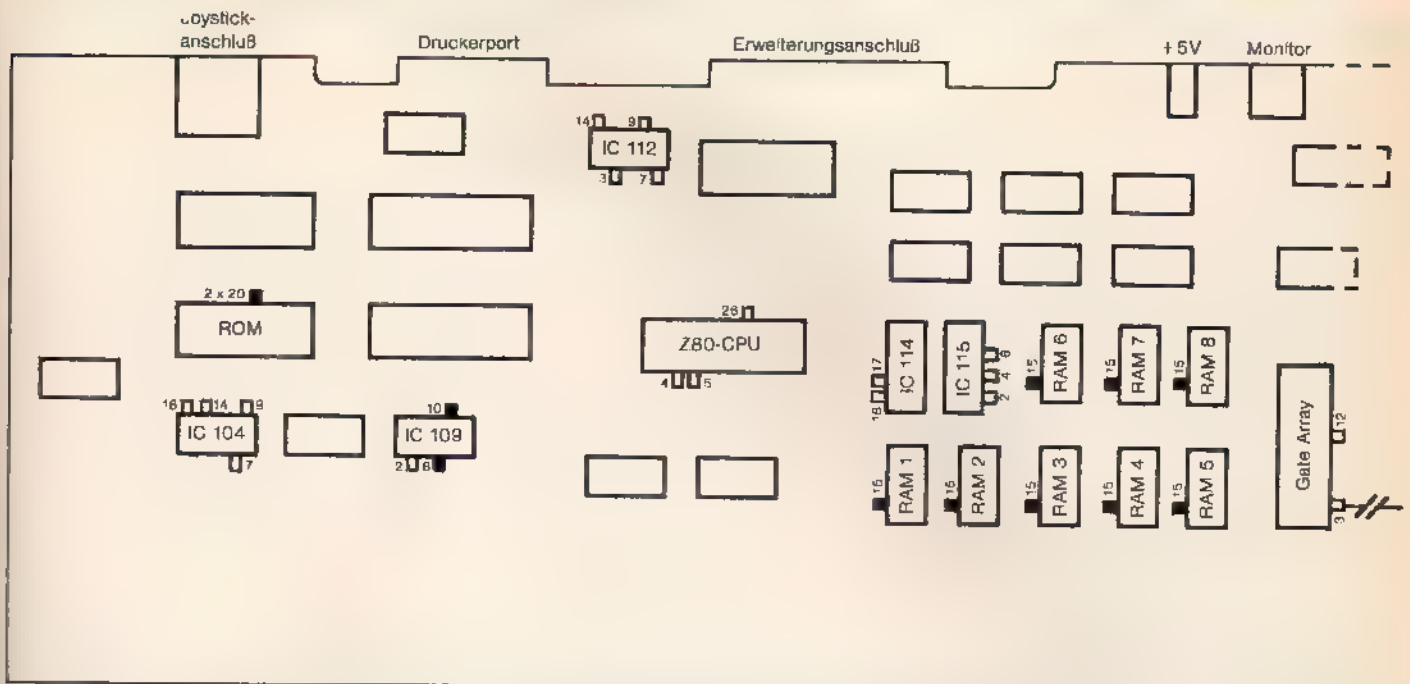 Joystick-
anschluß
Druckerport
Erweiterungsanschluß
+ 5V
Monitor
14
9
IC 112
3
7
2 x 20
ROM
26
Z80-CPU
4
5
17
18
IC 114
IC 115
6
4
2
15
RAM 6
15
RAM 7
15
RAM 8
16
14
9
IC 104
7
10
IC 109
2
6
15
RAM 1
15
RAM 2
15
RAM 3
15
RAM 4
15
RAM 5
Gate Array
12